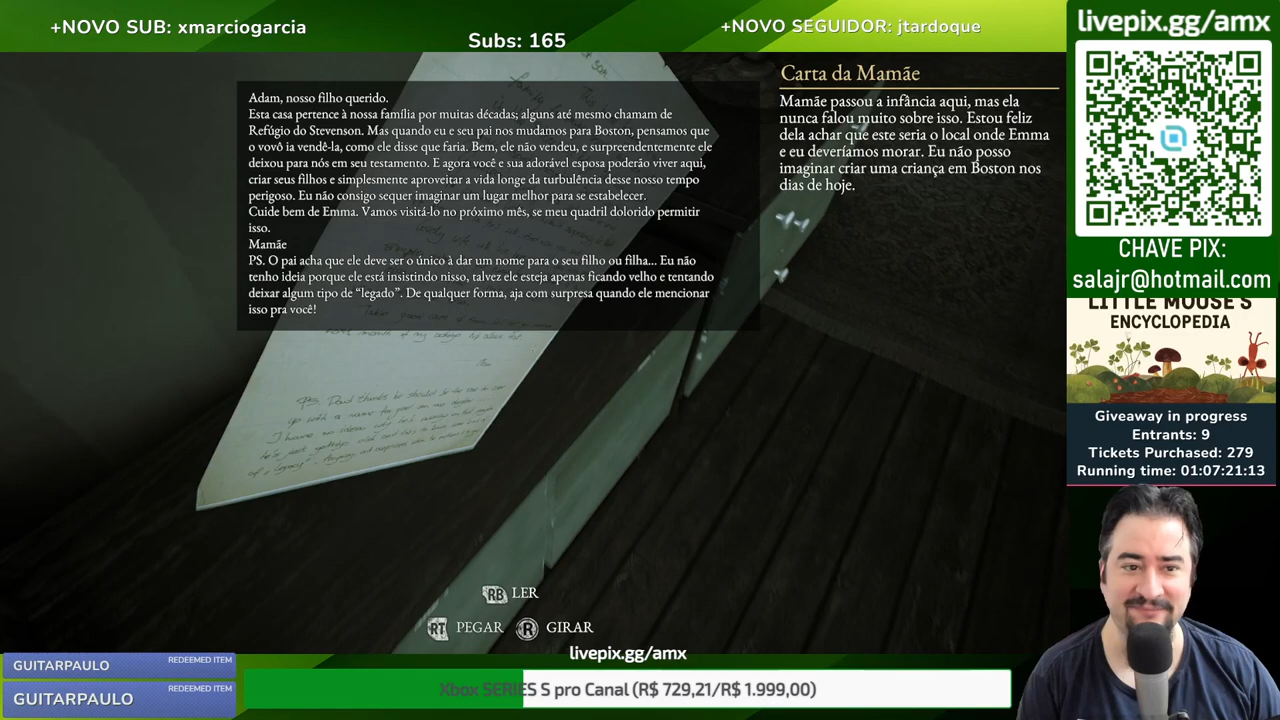 +NOVO SUB: xmarciogarcia
Subs: 165
+NOVO SEGUIDOR: jtardoque
livepix.gg/amx
Adam, nosso filho querido.
Esta casa pertence à nossa família por muitas décadas; alguns até mesmo chamam de
Refúgio do Stevenson. Mas quando eu e seu pai nos mudamos para Boston, pensamos que
o vovô ia vendê-la, como ele disse que faria. Bem, ele não vendeu, e surpreendentemente ele
deixou para nós em seu testamento. E agora você e sua adorável esposa poderão viver aqui,
criar seus filhos e simplesmente aproveitar a vida longe da turbulência desse nosso tempo
perigoso. Eu não consigo sequer imaginar um lugar melhor para se estabelecer.
Cuide bem de Emma. Vamos visitá-lo no próximo mês, se meu quadril dolorido permitir
isso.
Mamãe
PS. O pai acha que ele deve ser o único à dar um nome para o seu filho ou filha... Eu não
tenho ideia porque ele está insistindo nisso, talvez ele esteja apenas ficando velho e tentando
deixar algum tipo de “legado”. De qualquer forma, aja com surpresa quando ele mencionar
isso pra você!
Carta da Mamãe
Mamãe passou a infância aqui, mas ela
nunca falou muito sobre isso. Estou feliz
dela achar que este seria o local onde Emma
e eu deveríamos morar. Eu não posso
imaginar criar uma criança em Boston nos
dias de hoje.
CHAVE PIX:
salajr@hotmail.com
LITTLE MOUSE'S
ENCYCLOPEDIA
Giveaway in progress
Entrants: 9
Tickets Purchased: 279
Running time: 01:07:21:13
RB LER
RT PEGAR R GIRAR
livepix.gg/amx
GUITARPAULO REDEEMED ITEM
GUITARPAULO REDEEMED ITEM
Xbox SERIES S pro Canal (R$ 729,21/R$ 1.999,00)